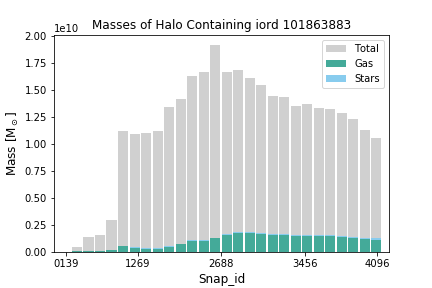 Masses of Halo Containing iord 101863883
1e10
Total
Gas
Stars
2.00
1.75
1.50
1.25
1.00
0.75
0.50
0.25
0.00
Mass [M⊙]
0139 1269 2688 3456 4096
Snap_id